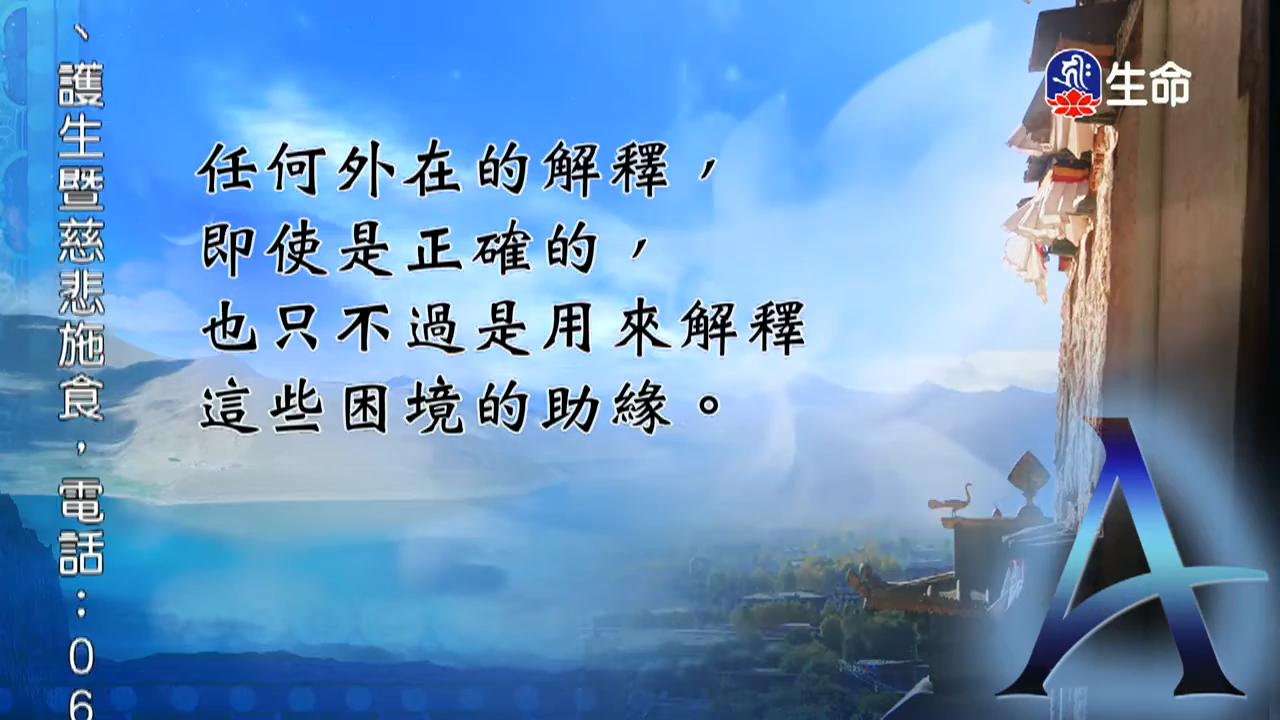 任何外在的解釋，
即使是正確的，
也只不過是用來解釋
這些困境的助緣。
、護生暨慈悲施食，電話：06
生命
A